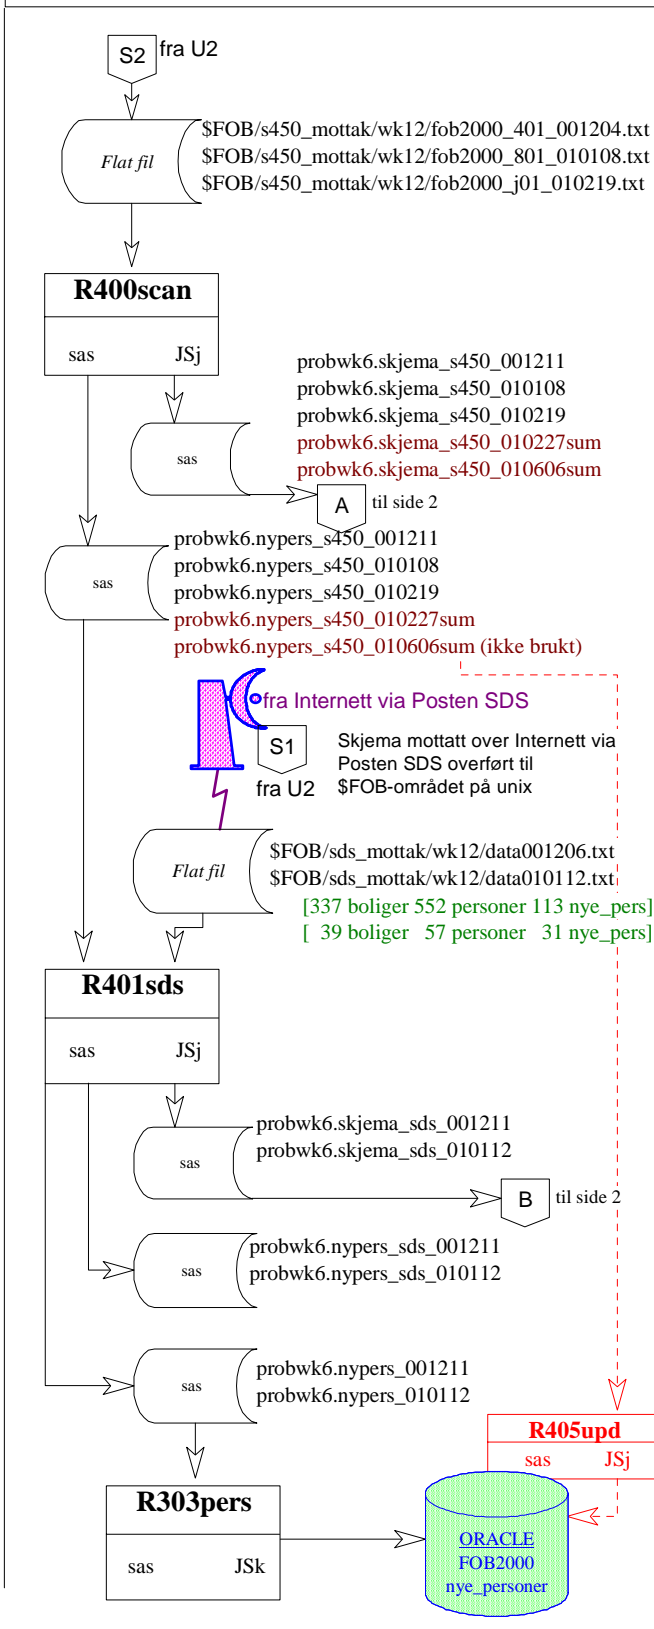 S2
fra U2
Flat fil
$FOB/s450_mottak/wk12/fob2000_401_001204.txt
$FOB/s450_mottak/wk12/fob2000_801_010108.txt
$FOB/s450_mottak/wk12/fob2000_j01_010219.txt
R400scan
sas JSj
probwk6.skjema_s450_001211
probwk6.skjema_s450_010108
probwk6.skjema_s450_010219
probwk6.skjema_s450_010227sum
probwk6.skjema_s450_010606sum
sas
A
til side 2
probwk6.nypers_s450_001211
probwk6.nypers_s450_010108
probwk6.nypers_s450_010219
probwk6.nypers_s450_010227sum
probwk6.nypers_s450_010606sum (ikke brukt)
sas
fra Internett via Posten SDS
S1
fra U2
Skjema mottatt over Internett via
Posten SDS overført til
$FOB-området på unix
Flat fil
$FOB/sds_mottak/wk12/data001206.txt
$FOB/sds_mottak/wk12/data010112.txt
[337 boliger 552 personer 113 nye_pers]
[ 39 boliger 57 personer 31 nye_pers]
R401sds
sas JSj
probwk6.skjema_sds_001211
probwk6.skjema_sds_010112
sas
B
til side 2
probwk6.nypers_sds_001211
probwk6.nypers_sds_010112
sas
probwk6.nypers_001211
probwk6.nypers_010112
sas
R405upd
sas JSj
R303pers
sas JSk
ORACLE
FOB2000
nye_personer